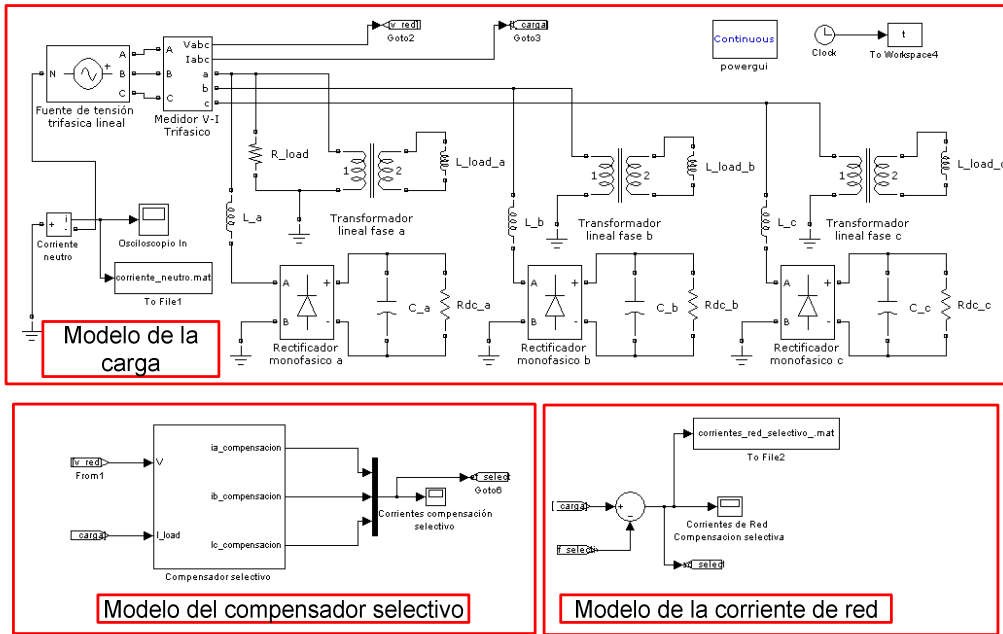 Vabc
Iabc
a
b
c
A
B
C
N
A
B
C
+
Fuente de tensión
trifasica lineal
Medidor V-I
Trifasico
Goto2
carga
Goto3
Continuous
powergui
Clock
t
To Workspace4
R_load
1
2
L_load_a
Transformador
lineal fase a
L_a
1
2
L_load_b
Transformador
lineal fase b
L_b
1
2
Transformador
lineal fase c
L_c
+
i
-
Corriente
neutro
Osciloscopio In
corriente_neutro.mat
To File1
A
B
+
-
Rectificador
monofasico a
C_a
Rdc_a
A
B
+
-
Rectificador
monofasico b
C_b
Rdc_b
A
B
+
-
Rectificador
monofasico c
C_c
Rdc_c
Modelo de la
carga
From1
carga
V
I_load
ia_compensacion
ib_compensacion
Ic_compensacion
Compensador selectivo
Goto6
Corrientes compensación
selectivo
Modelo del compensador selectivo
corrientes_red_selectivo_.mat
To File2
carga
+
-
Corrientes de Red
Compensacion selectiva
select
Modelo de la corriente de red